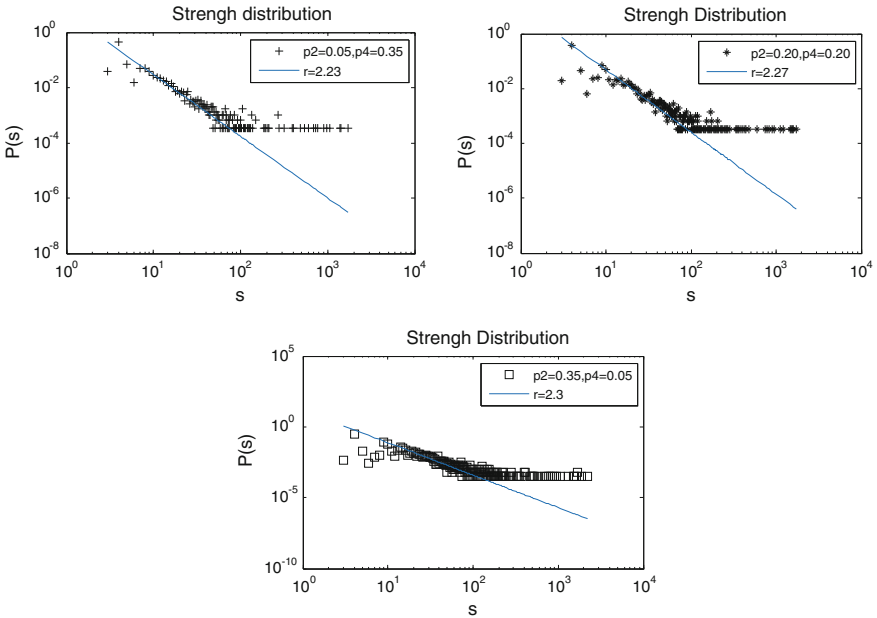 Strengh distribution
10^0
10^-2
10^-4
10^-6
10^-8
P(s)
+ p2=0.05,p4=0.35
r=2.23
10^0 10^1 10^2 10^3 10^4
s
Strengh Distribution
10^0
10^-2
10^-4
10^-6
10^-8
P(s)
p2=0.20,p4=0.20
r=2.27
10^0 10^1 10^2 10^3 10^4
s
Strengh Distribution
10^5
10^0
10^-5
10^-10
P(s)
p2=0.35,p4=0.05
r=2.3
10^0 10^1 10^2 10^3 10^4
s